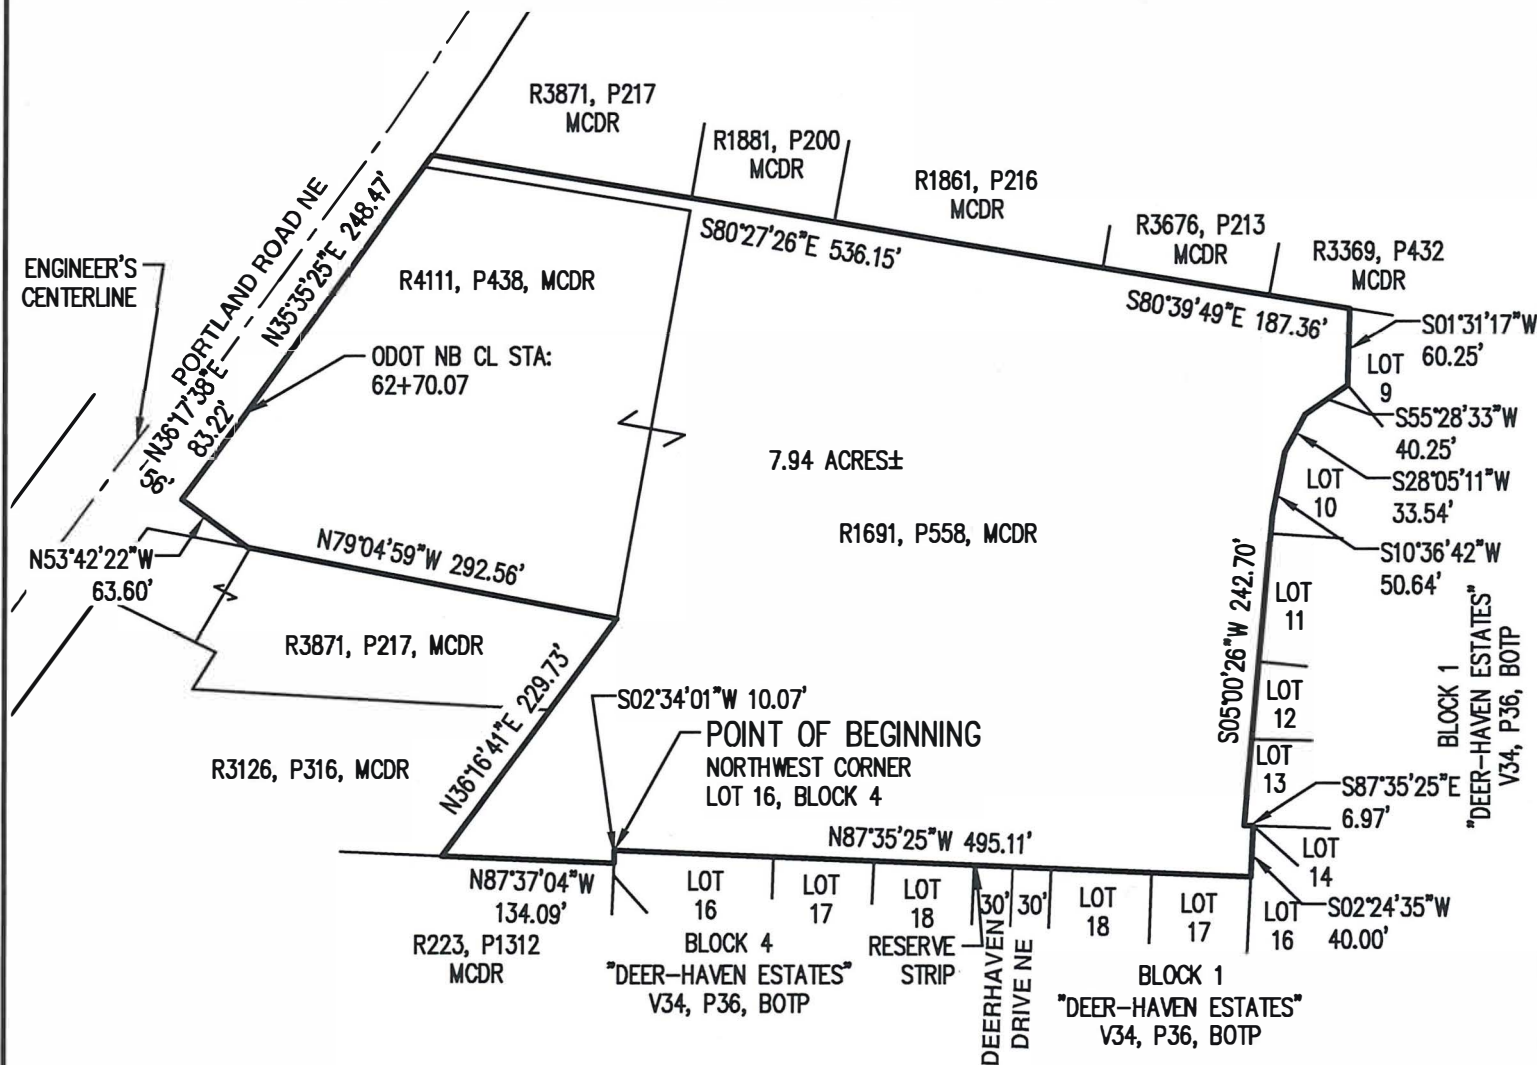 R3871, P217
MCDR
R1881, P200
MCDR
R1861, P216
MCDR
R3676, P213
MCDR
R3369, P432
MCDR
S80°27'26"E 536.15'
S80°39'49"E 187.36'
S01°31'17"W
60.25'
LOT
9
S55°28'33"W
40.25'
S28°05'11"W
33.54'
LOT
10
S10°36'42"W
50.64'
ENGINEER'S
CENTERLINE
PORTLAND ROAD NE
N35°35'25"E 248.47'
N36°17'38"E
83.22'
56'
R4111, P438, MCDR
ODOT NB CL STA:
62+70.07
7.94 ACRES±
R1691, P558, MCDR
N53°42'22"W
63.60'
N79°04'59"W 292.56'
R3871, P217, MCDR
N36°16'41"E 229.73'
R3126, P316, MCDR
S02°34'01"W 10.07'
POINT OF BEGINNING
NORTHWEST CORNER
LOT 16, BLOCK 4
S05°00'26"W 242.70'
LOT
11
LOT
12
LOT
13
BLOCK 1
"DEER-HAVEN ESTATES"
V34, P36, BOTP
S87°35'25"E
6.97'
LOT
14
S02°24'35"W
40.00'
N87°35'25"W 495.11'
N87°37'04"W
134.09'
R223, P1312
MCDR
LOT
16
LOT
17
LOT
18
30'
30'
LOT
18
LOT
17
LOT
16
BLOCK 4
"DEER-HAVEN ESTATES"
V34, P36, BOTP
RESERVE
STRIP
DEERHAVEN
DRIVE NE
BLOCK 1
"DEER-HAVEN ESTATES"
V34, P36, BOTP